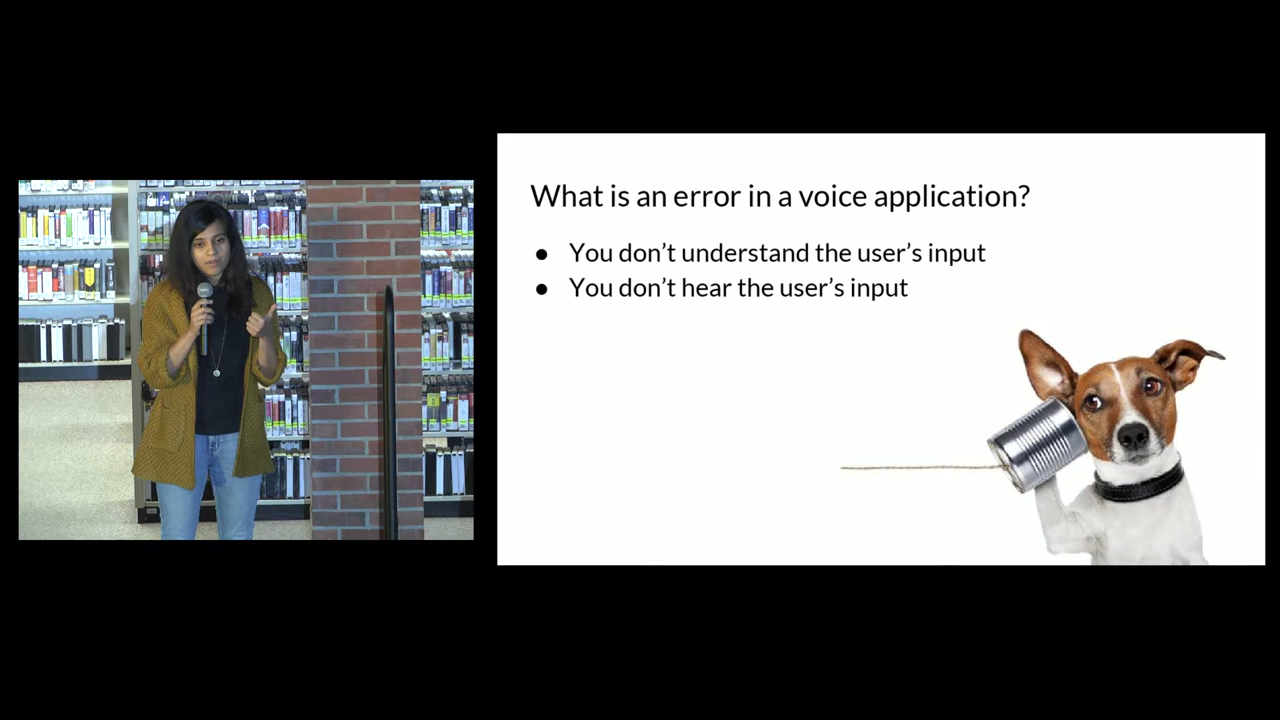 What is an error in a voice application?
● You don’t understand the user’s input
● You don’t hear the user’s input